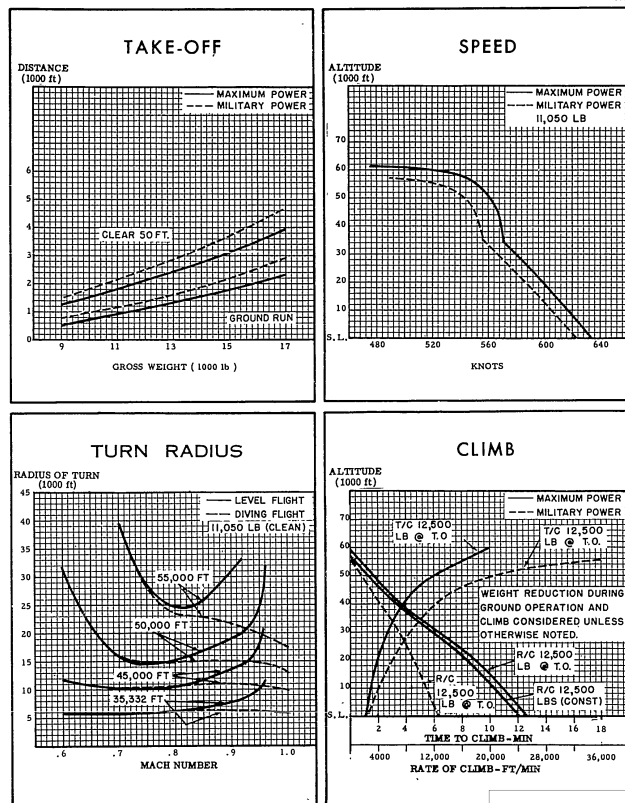 TAKE-OFF
DISTANCE
(1000 ft)
MAXIMUM POWER
MILITARY POWER
6
5
4
3
2
1
0
CLEAR 50 FT.
GROUND RUN
9 11 13 15 17
GROSS WEIGHT ( 1000 lb )
SPEED
ALTITUDE
(1000 ft)
MAXIMUM POWER
MILITARY POWER
11,050 LB
70
60
50
40
30
20
10
S.L.
480 520 560 600 640
KNOTS
TURN RADIUS
RADIUS OF TURN
(1000 ft)
45
40
35
30
25
20
15
10
5
LEVEL FLIGHT
DIVING FLIGHT
11,050 LB (CLEAN)
55,000 FT
50,000 FT
45,000 FT
35,332 FT
.6 .7 .8 .9 1.0
MACH NUMBER
CLIMB
ALTITUDE
(1000 ft)
MAXIMUM POWER
MILITARY POWER
80
70
60
50
40
30
20
10
S.L.
T/C 12,500
LB @ T.O.
T/C 12,500
LB @ T.O.
WEIGHT REDUCTION DURING
GROUND OPERATION AND
CLIMB CONSIDERED UNLESS
OTHERWISE NOTED.
R/C 12,500
LB @ T.O.
R/C
12,500
LB @ T.O.
R/C 12,500
LBS (CONST)
2 4 6 8 10 12 14 16 18
TIME TO CLIMB-MIN
4000 12,000 20,000 28,000 36,000
RATE OF CLIMB-FT/MIN